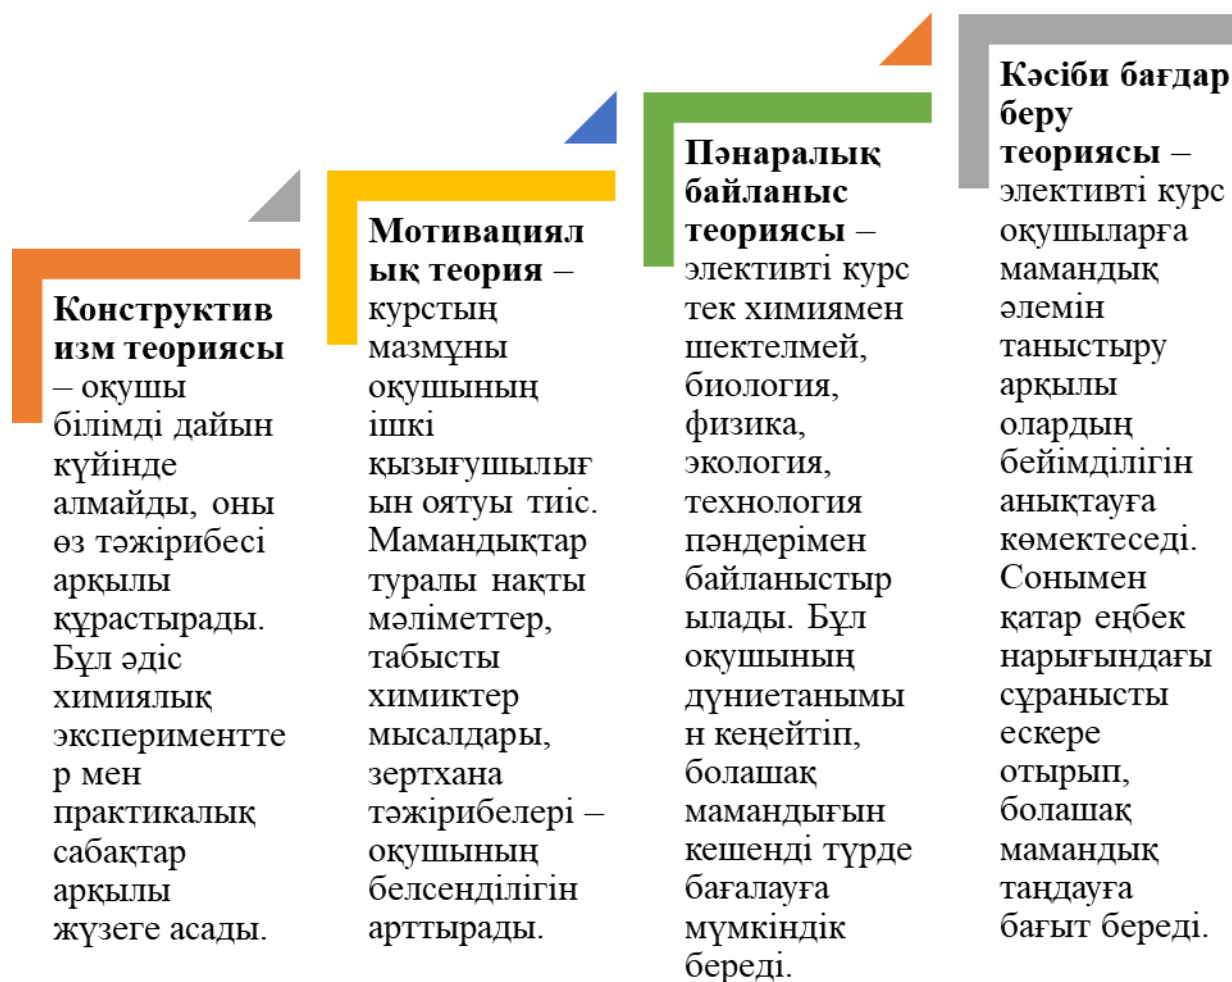 Конструктив
изм теориясы
– оқушы
білімді дайын
күйінде
алмайды, оны
өз тәжірибесі
арқылы
құрастырады.
Бұл әдіс
химиялық
эксперименттe
р мен
практикалық
сабақтар
арқылы
жүзеге асады.
Мотивациял
ық теория –
курстың
мазмұны
оқушының
ішкі
қызығушылығ
ын оятуы тиіс.
Мамандықтар
туралы нақты
мәліметтер,
табысты
химиктер
мысалдары,
зертхана
тәжірибелері –
оқушының
белсенділігін
арттырады.
Пәнаралық
байланыс
теориясы –
элективті курс
тек химиямен
шектелмей,
биология,
физика,
экология,
технология
пәндерімен
байланыстыр
ылады. Бұл
оқушының
дүниетанымы
н кеңейтіп,
болашақ
мамандығын
кешенді түрде
бағалауға
мүмкіндік
береді.
Кәсіби бағдар
беру
теориясы –
элективті курс
оқушыларға
мамандық
әлемін
таныстыру
арқылы
олардың
бейімділігін
анықтауға
көмектеседі.
Сонымен
қатар еңбек
нарығындағы
сұранысты
ескере
отырып,
болашақ
мамандық
таңдауға
бағыт береді.